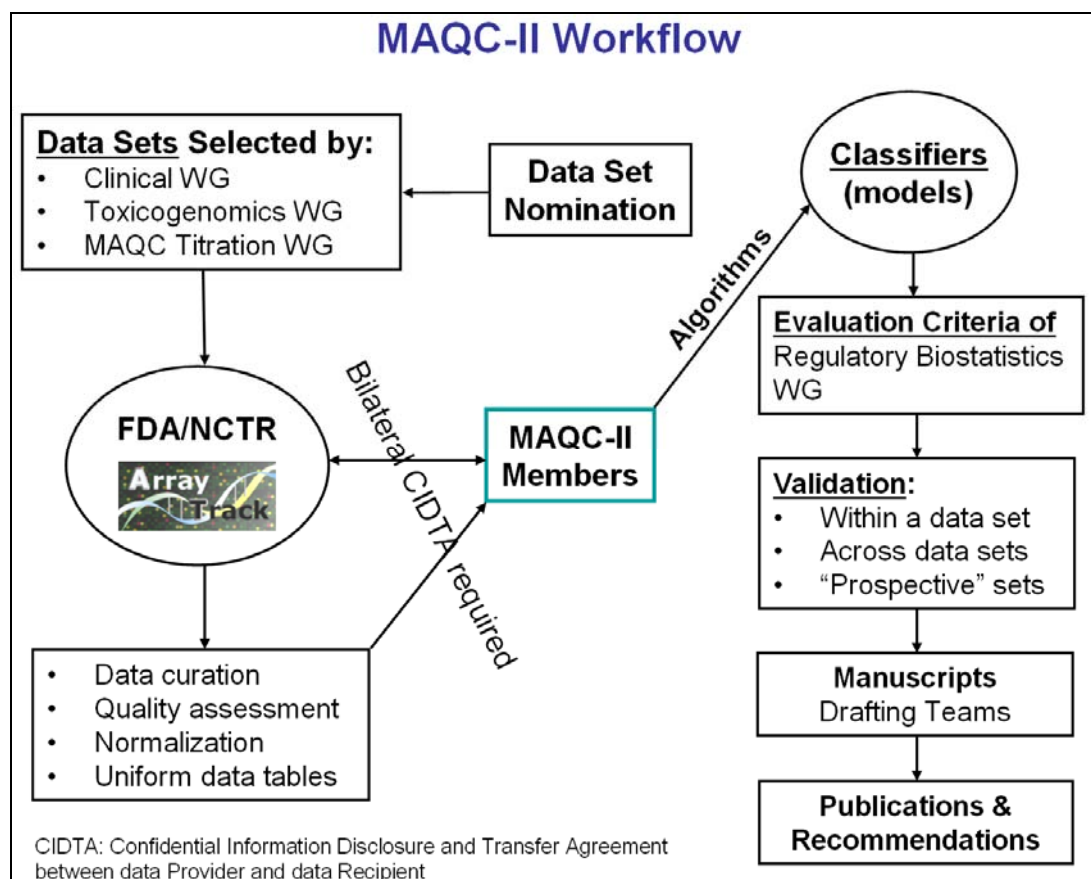 MAQC-II Workflow
Data Sets Selected by:
• Clinical WG
• Toxicogenomics WG
• MAQC Titration WG
Data Set
Nomination
FDA/NCTR
Array
Track
• Data curation
• Quality assessment
• Normalization
• Uniform data tables
Bilateral CIDTA required
MAQC-II
Members
Algorithms
Classifiers
(models)
Evaluation Criteria of
Regulatory Biostatistics
WG
Validation:
• Within a data set
• Across data sets
• “Prospective” sets
Manuscripts
Drafting Teams
Publications &
Recommendations
CIDTA: Confidential Information Disclosure and Transfer Agreement
between data Provider and data Recipient